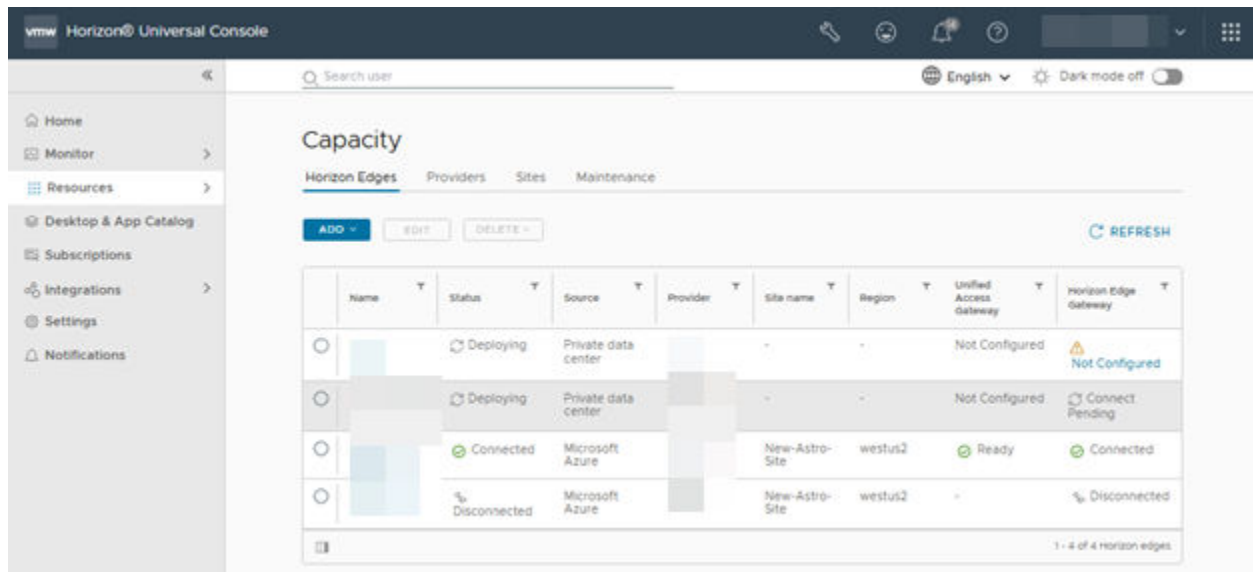 vmw Horizon® Universal Console
Search user
English
Dark mode off
Home
Monitor
Resources
Desktop & App Catalog
Subscriptions
Integrations
Settings
Notifications
Capacity
Horizon Edges Providers Sites Maintenance
ADD EDIT DELETE
REFRESH
Name Status Source Provider Site name Region Unified Access Gateway Horizon Edge Gateway
Deploying Private data center - - Not Configured Not Configured
Deploying Private data center - - Not Configured Connect Pending
Connected Microsoft Azure New-Astro-Site westus2 Ready Connected
Disconnected Microsoft Azure New-Astro-Site westus2 - Disconnected
1 - 4 of 4 Horizon edges